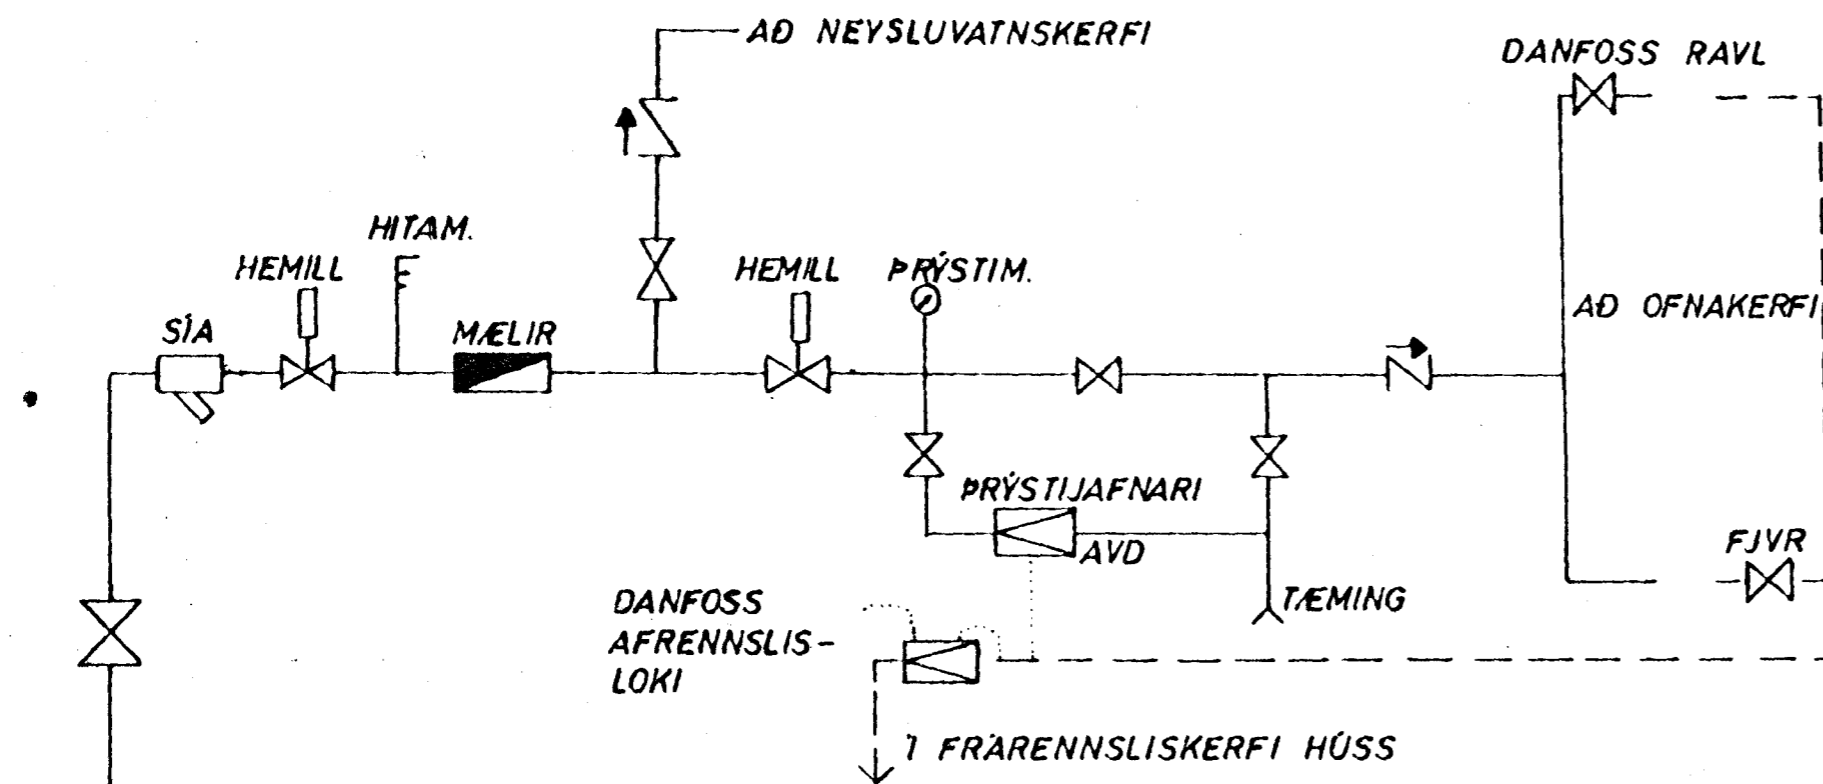 AÐ NEYSLUVATNSKERFI
DANFOSS RAVL
HITAM.
HEMILL
HEMILL
ÞRÝSTIM.
SÍA
MÆLIR
AÐ OFNAKERFI
ÞRÝSTIJAFNARI
AVD
FJVR
DANFOSS
AFRENNSLIS-
LOKI
TÆMING
Í FRÁRENNSLISKERFI HÚSS